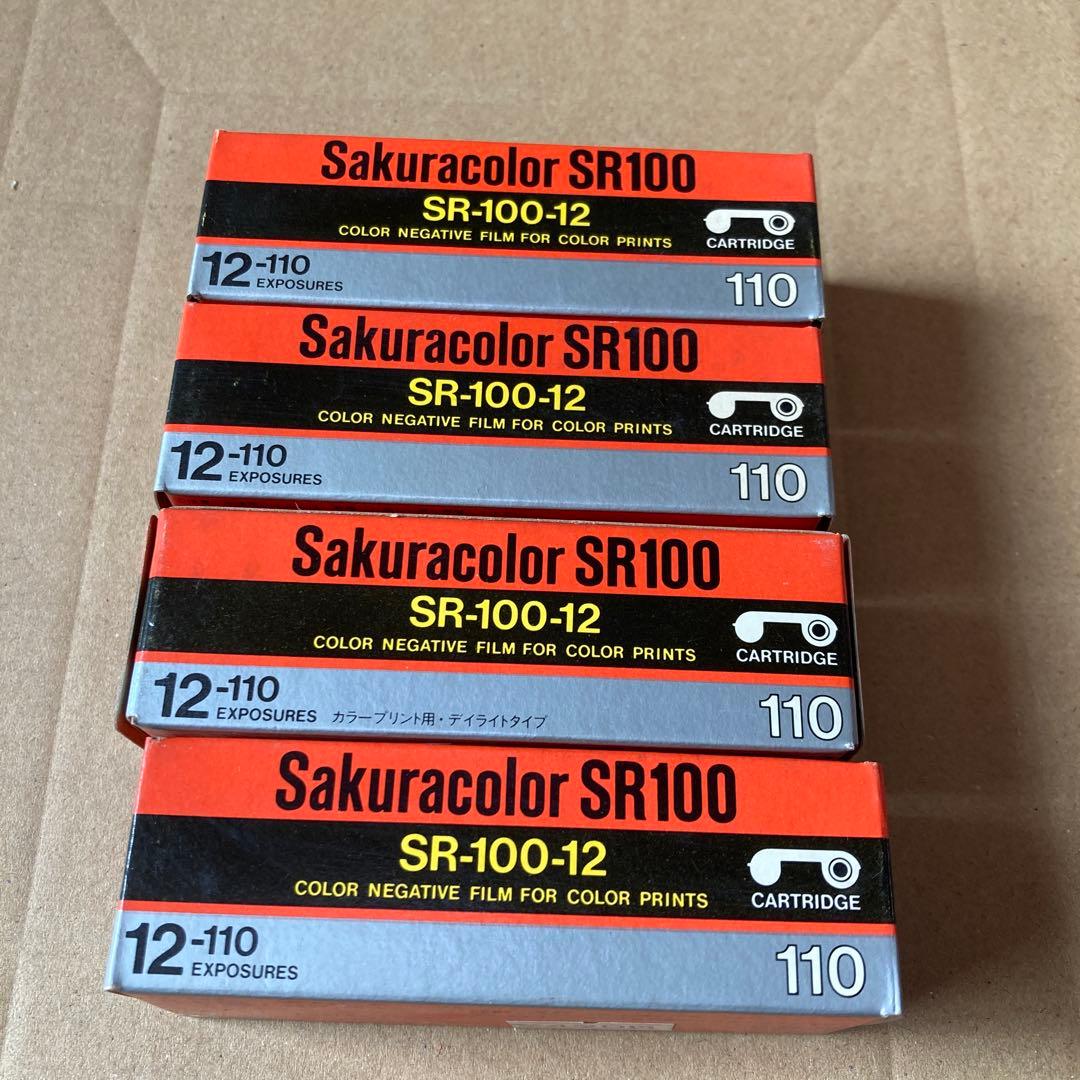 Sakuracolor SR100
SR-100-12
COLOR NEGATIVE FILM FOR COLOR PRINTS
CARTRIDGE
12-110
EXPOSURES
110
Sakuracolor SR100
SR-100-12
COLOR NEGATIVE FILM FOR COLOR PRINTS
CARTRIDGE
12-110
EXPOSURES
110
Sakuracolor SR100
SR-100-12
COLOR NEGATIVE FILM FOR COLOR PRINTS
CARTRIDGE
12-110
EXPOSURES カラープリント用・デイライトタイプ
110
Sakuracolor SR100
SR-100-12
COLOR NEGATIVE FILM FOR COLOR PRINTS
CARTRIDGE
12-110
EXPOSURES
110